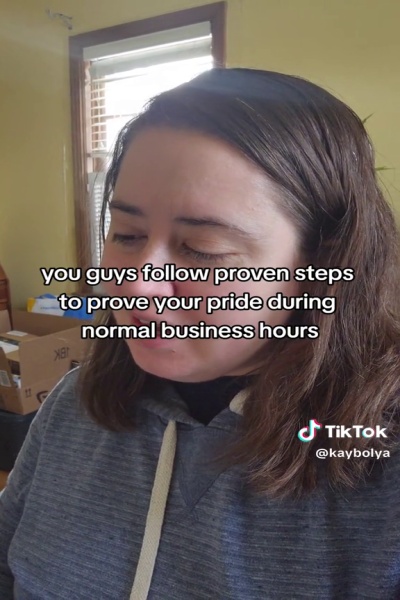 you guys follow proven steps
to prove your pride during
normal business hours
TikTok
@kaybolya